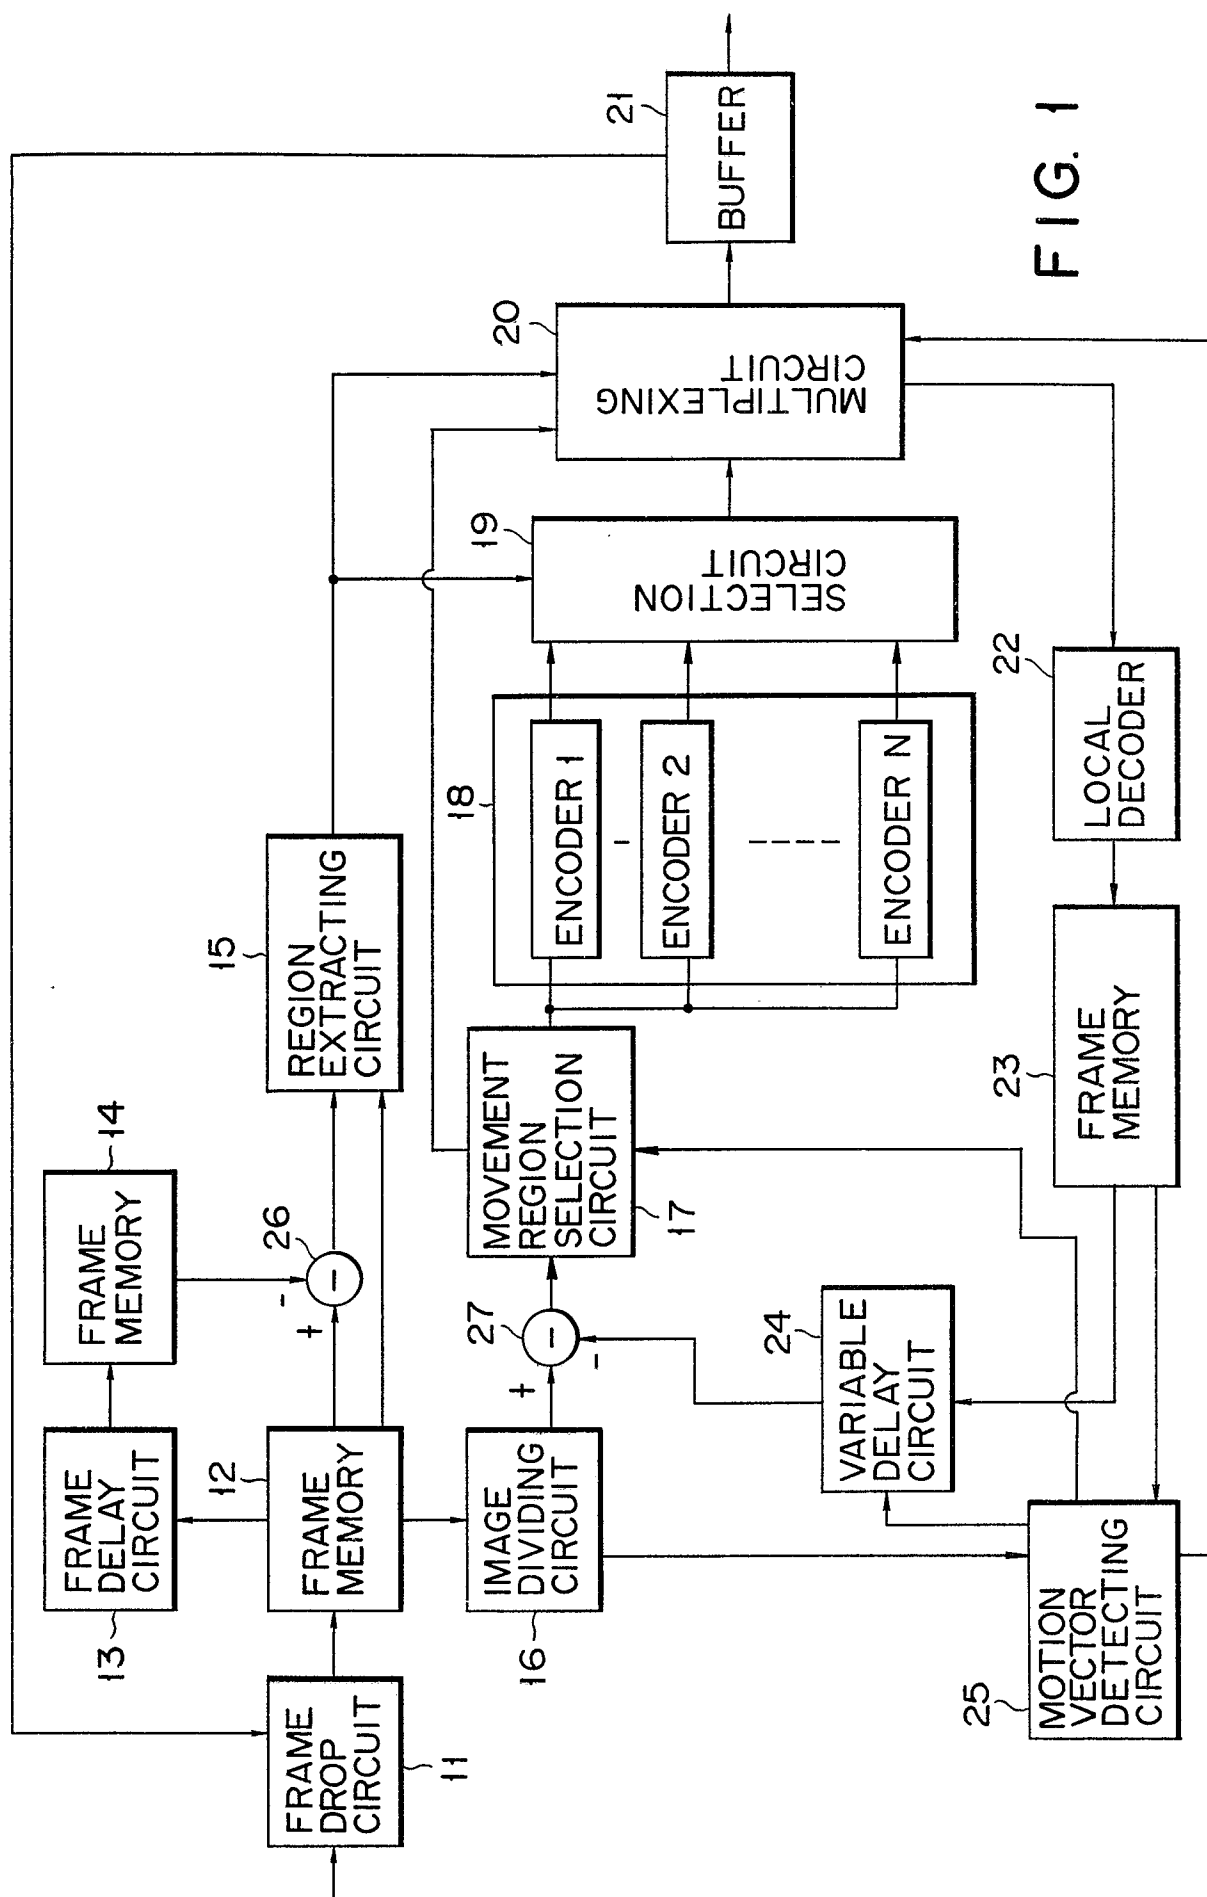 FRAME
DROP
CIRCUIT
11
FRAME
DELAY
CIRCUIT
13
FRAME
MEMORY
14
FRAME
MEMORY
12
+
-
-
26
REGION
EXTRACTING
CIRCUIT
15
IMAGE
DIVIDING
CIRCUIT
16
+
-
-
27
MOVEMENT
REGION
SELECTION
CIRCUIT
17
18
ENCODER 1
ENCODER 2
ENCODER N
SELECTION
CIRCUIT
19
MULTIPLEXING
CIRCUIT
20
BUFFER
21
MOTION
VECTOR
DETECTING
CIRCUIT
25
VARIABLE
DELAY
CIRCUIT
24
FRAME
MEMORY
23
LOCAL
DECODER
22
FIG. 1